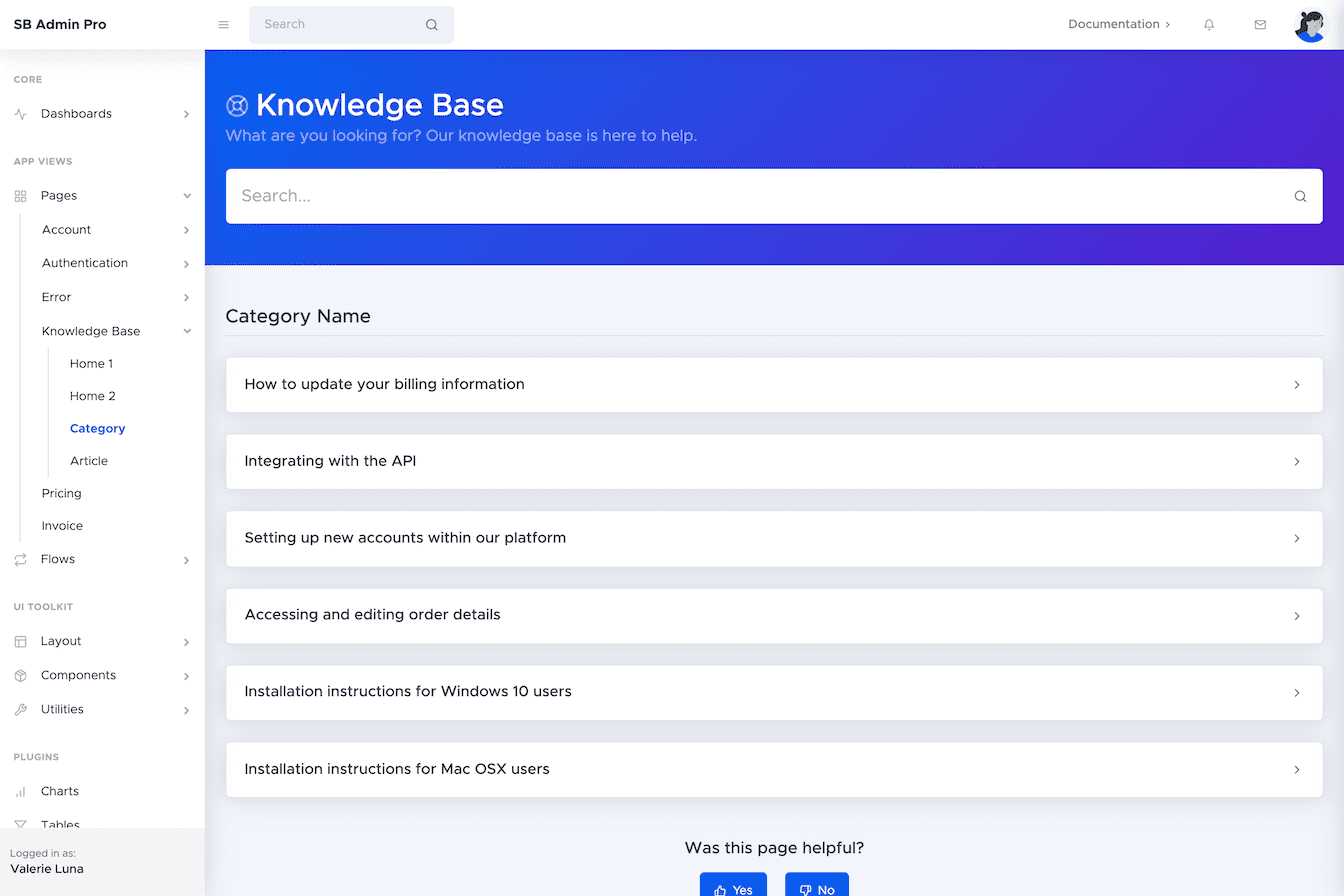 SB Admin Pro
Search
Documentation
CORE
Dashboards
APP VIEWS
Pages
Account
Authentication
Error
Knowledge Base
Home 1
Home 2
Category
Article
Pricing
Invoice
Flows
UI TOOLKIT
Layout
Components
Utilities
PLUGINS
Charts
Tables
Logged in as:
Valerie Luna
Knowledge Base
What are you looking for? Our knowledge base is here to help.
Search...
Category Name
How to update your billing information
Integrating with the API
Setting up new accounts within our platform
Accessing and editing order details
Installation instructions for Windows 10 users
Installation instructions for Mac OSX users
Was this page helpful?
Yes
No